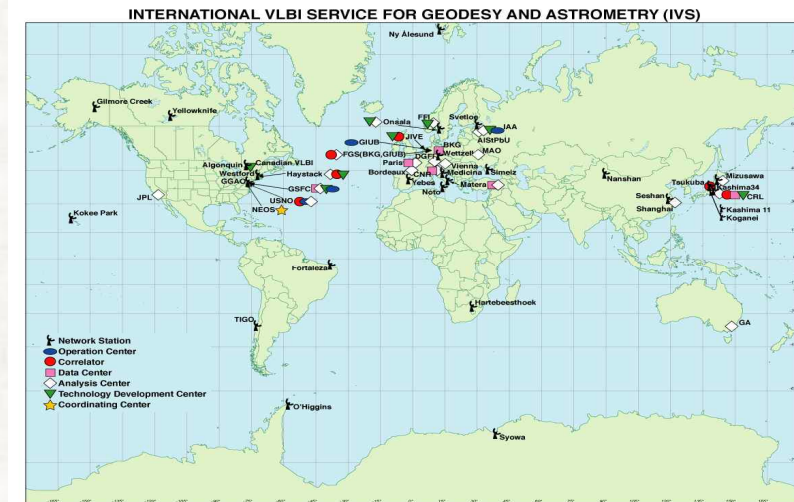 INTERNATIONAL VLBI SERVICE FOR GEODESY AND ASTROMETRY (IVS)
Ny Ålesund
Gilmore Creek
Yellowknife
Onsala
FFI
Svetloe
IAA
JIVE
AISPbU
GIUB
BKG
MAO
FGS(BKG,GIUB)
DGFI
Wettzell
Algonquin
Canadian VLBI
Paris
Vienna
Westford
Haystack
Bordeaux
CNR
Medicina
Simeiz
Nanshan
Mizusawa
GGAO
Tsukuba
GSFC
Yebes
Matera
Kashima34
JPL
Noto
Seshan
CRL
USNO
Shanghai
Kashima 11
Kokee Park
NEOS
Koganei
Fortaleza
Hartebeesthoek
TIGO
GA
Network Station
Operation Center
Correlator
Data Center
Analysis Center
Technology Development Center
Coordinating Center
O'Higgins
Syowa